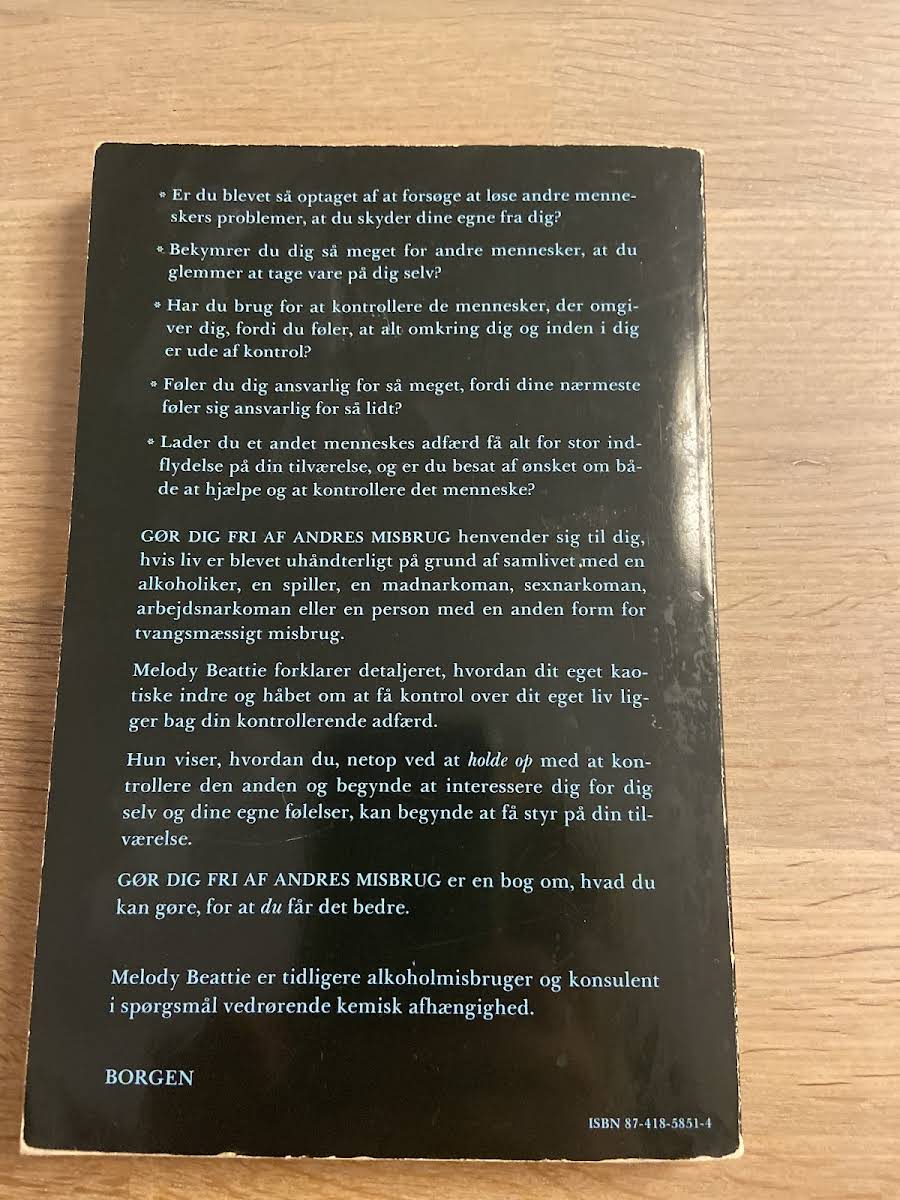 * Er du blevet så optaget af at forsøge at løse andre menne-
skers problemer, at du skyder dine egne fra dig?
* Bekymrer du dig så meget for andre mennesker, at du
glemmer at tage vare på dig selv?
* Har du brug for at kontrollere de mennesker, der omgi-
ver dig, fordi du føler, at alt omkring dig og inden i dig
er ude af kontrol?
* Føler du dig ansvarlig for så meget, fordi dine nærmeste
føler sig ansvarlig for så lidt?
* Lader du et andet menneskes adfærd få alt for stor ind-
flydelse på din tilværelse, og er du besat af ønsket om bå-
de at hjælpe og at kontrollere det menneske?
GØR DIG FRI AF ANDRES MISBRUG henvender sig til dig,
hvis liv er blevet uhåndterligt på grund af samlivet med en
alkoholiker, en spiller, en madnarkoman, sexnarkoman,
arbejdsnarkoman eller en person med en anden form for
tvangsmæssigt misbrug.
Melody Beattie forklarer detaljeret, hvordan dit eget kao-
tiske indre og håbet om at få kontrol over dit eget liv lig-
ger bag din kontrollerende adfærd.
Hun viser, hvordan du, netop ved at holde op med at kon-
trollere den anden og begynde at interessere dig for dig
selv og dine egne følelser, kan begynde at få styr på din til-
værelse.
GØR DIG FRI AF ANDRES MISBRUG er en bog om, hvad du
kan gøre, for at du får det bedre.
Melody Beattie er tidligere alkoholmisbruger og konsulent
i spørgsmål vedrørende kemisk afhængighed.
BORGEN
ISBN 87-418-5851-4